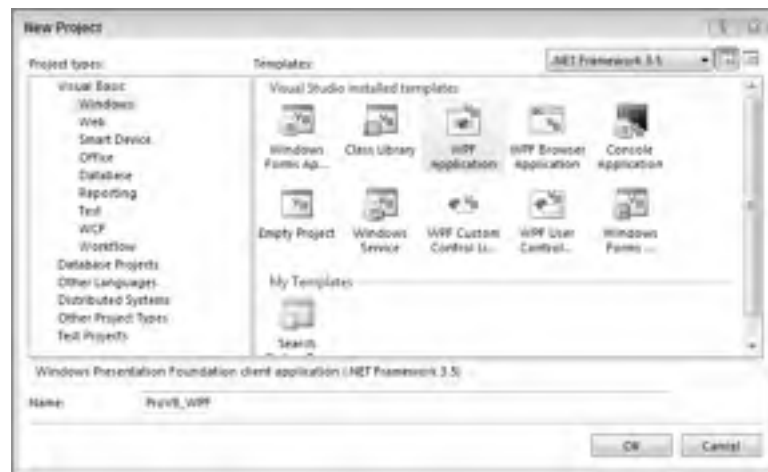 New Project
Project types:
Templates:
.NET Framework 3.5
Visual Basic
Windows
Web
Smart Device
Office
Database
Reporting
Test
WCF
Workflow
Database Projects
Other Languages
Distributed Systems
Other Project Types
Test Projects
Visual Studio installed templates
Windows Forms Ap...
Class Library
WPF Application
WPF Browser Application
Console Application
Empty Project
Windows Service
WPF Custom Control Li...
WPF User Control...
Windows Forms ...
My Templates
Search
Windows Presentation Foundation client application (.NET Framework 3.5)
Name:
ProVB_WPF
OK
Cancel